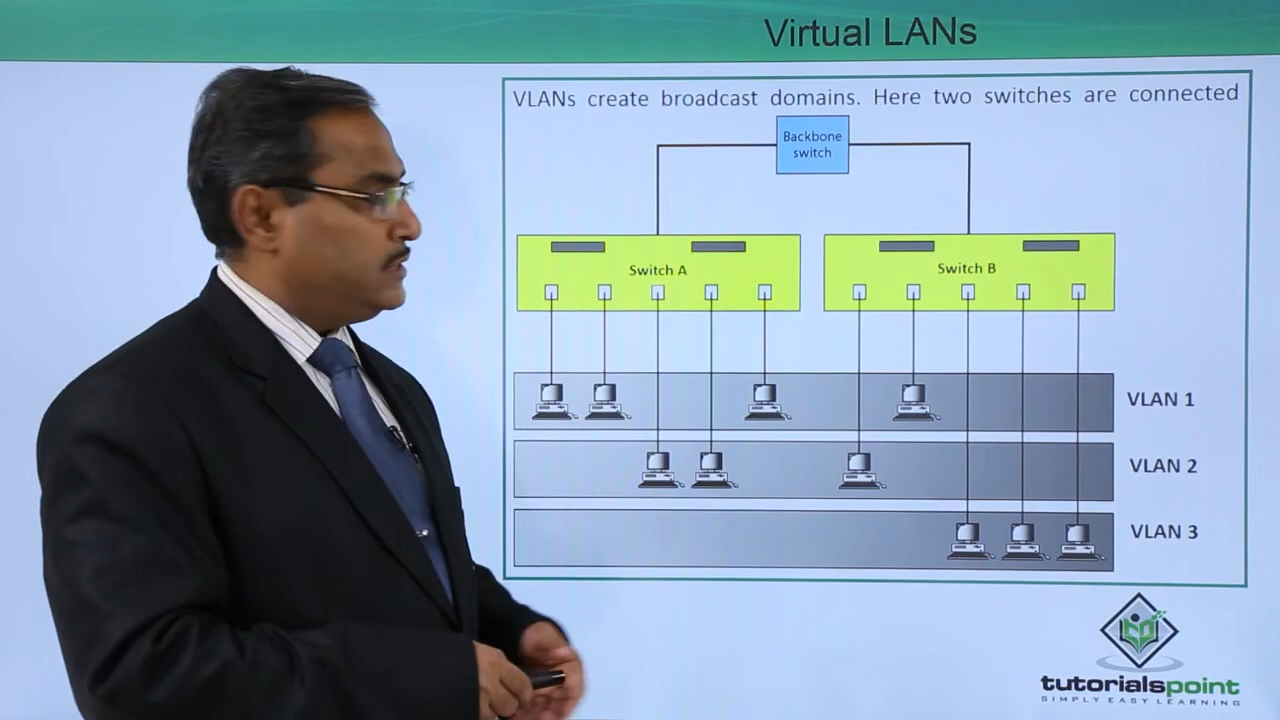 Virtual LANs
VLANs create broadcast domains. Here two switches are connected
Backbone
switch
Switch A
Switch B
VLAN 1
VLAN 2
VLAN 3
tutorialspoint
SIMPLY EASY LEARNING